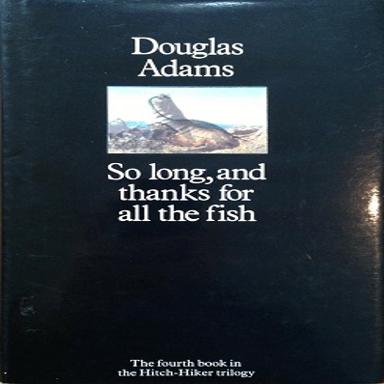 Douglas
Adams
So long, and
thanks for
all the fish
The fourth book in
the Hitch-Hiker trilogy